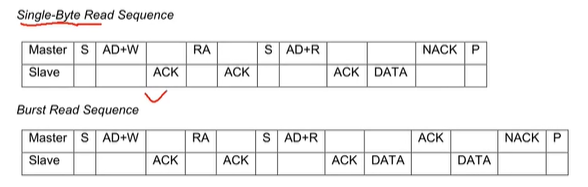 Single-Byte Read Sequence
Master S AD+W RA S AD+R NACK P
Slave ACK ACK ACK DATA
Burst Read Sequence
Master S AD+W RA S AD+R ACK NACK P
Slave ACK ACK ACK DATA DATA